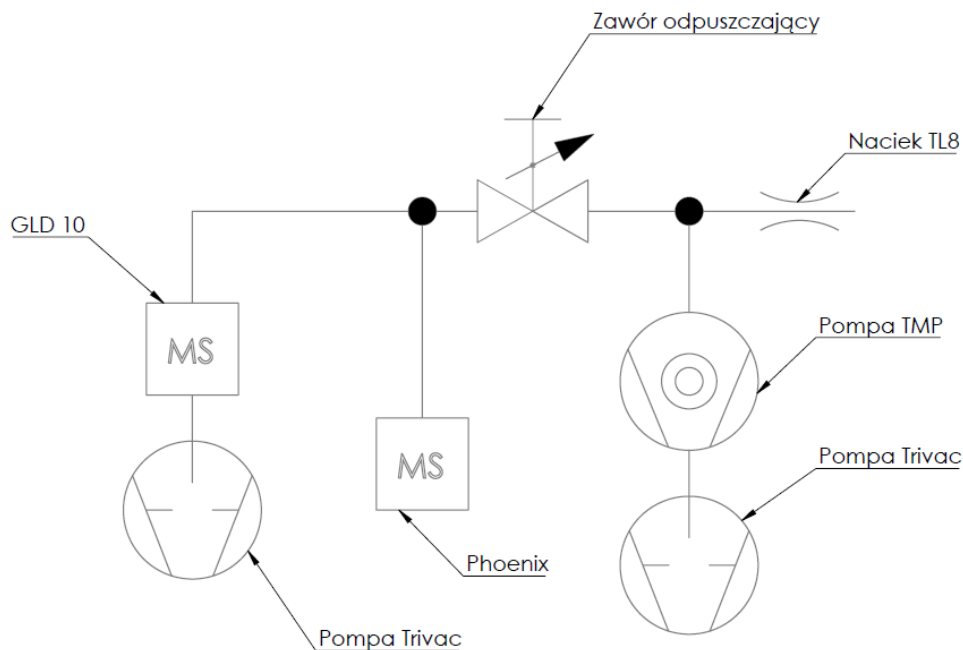 Zawór odpuszczający
Naciek TL8
GLD 10
Pompa TMP
MS
MS
Pompa Trivac
Phoenix
Pompa Trivac